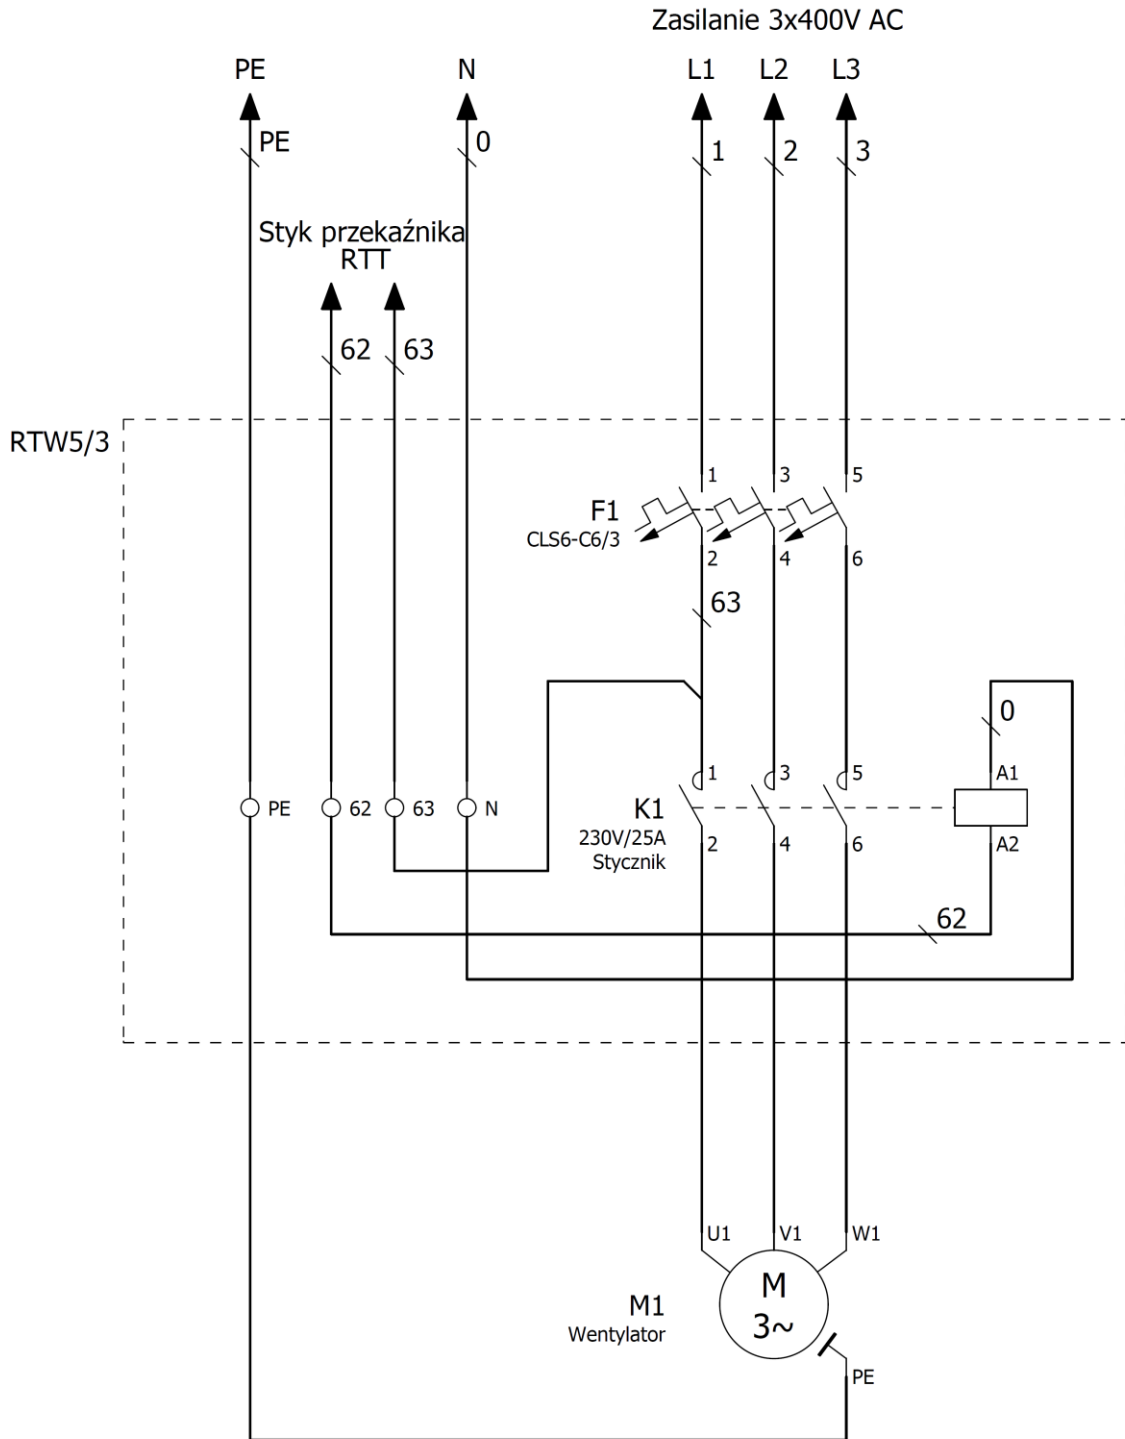 Zasilanie 3x400V AC
PE
N
L1
L2
L3
PE
0
1
2
3
Styk przekaźnika
RTT
62
63
RTW5/3
1
3
5
F1
CLS6-C6/3
2
4
6
63
0
1
3
5
A1
PE
62
63
N
K1
230V/25A
Stycznik
2
4
6
A2
62
U1
V1
W1
M
3~
M1
Wentylator
PE